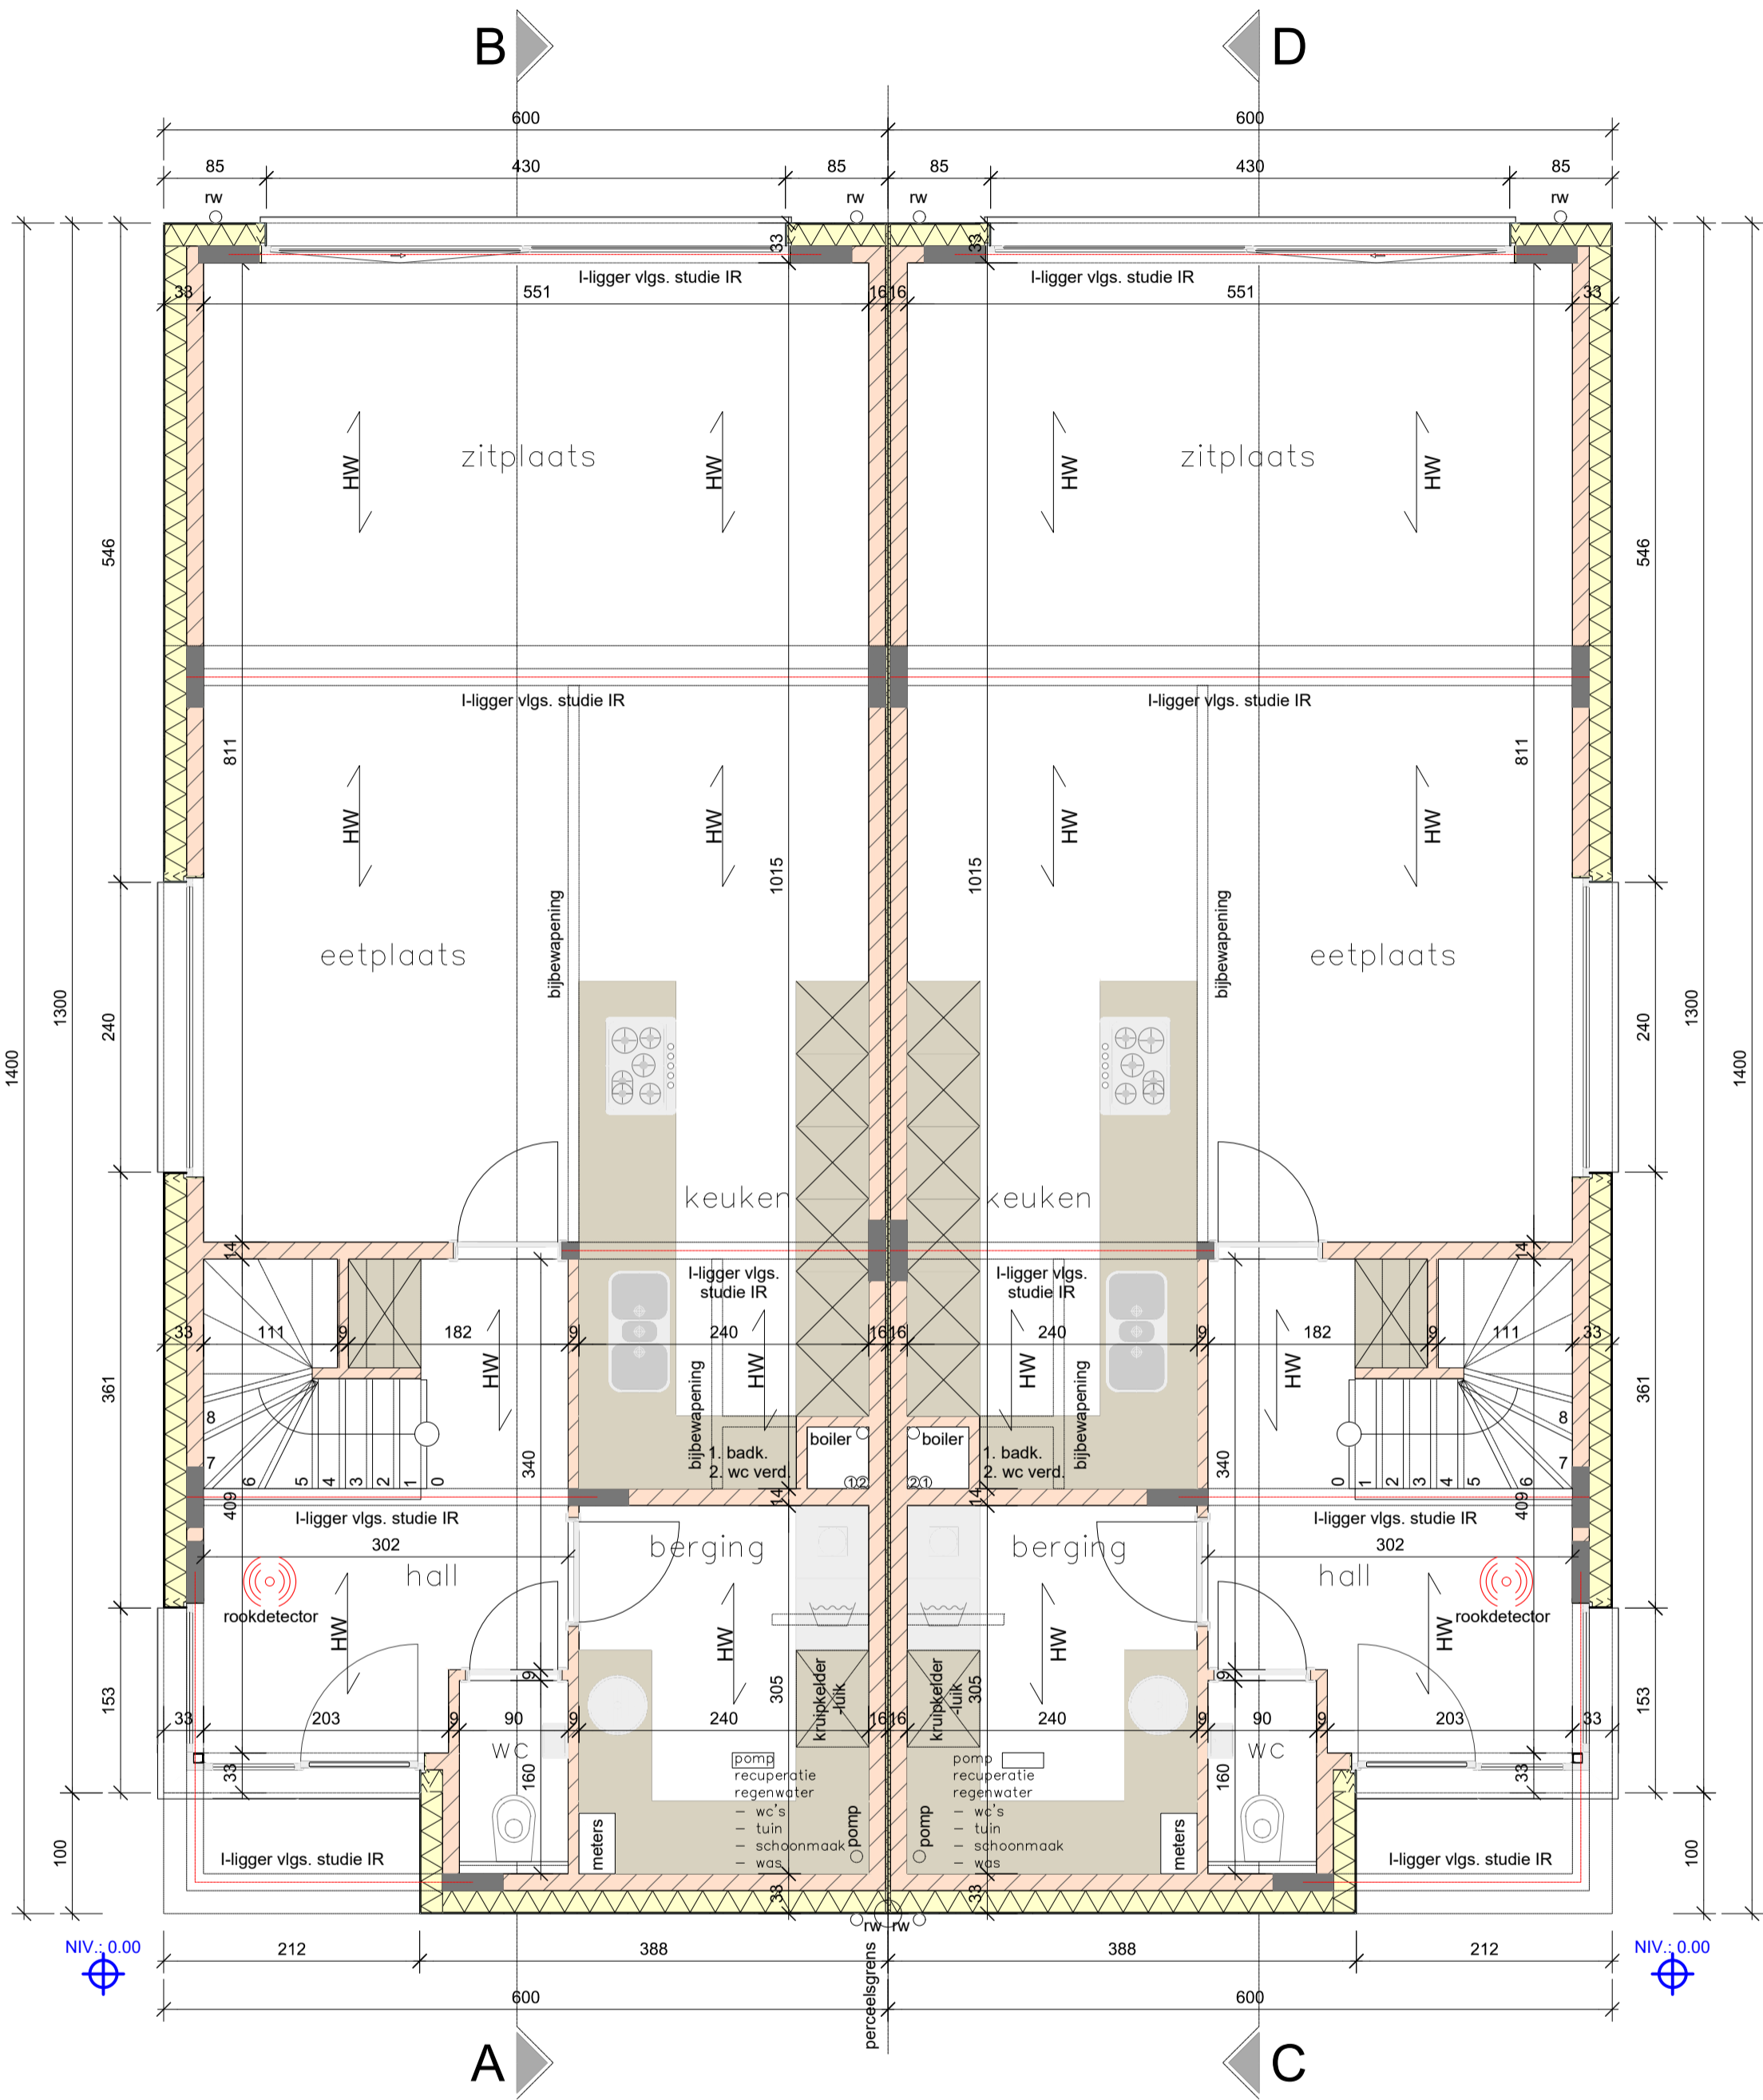 B
D
600
600
85
430
85
85
430
85
rw
rw
rw
rw
33
33
I-ligger vlgs. studie IR
I-ligger vlgs. studie IR
33
551
16
16
551
33
zitplaats
zitplaats
HW
HW
HW
HW
546
546
I-ligger vlgs. studie IR
I-ligger vlgs. studie IR
811
811
HW
HW
HW
HW
1015
1015
bijbewapening
bijbewapening
eetplaats
eetplaats
1400
1300
240
240
1300
1400
keuken
keuken
14
14
I-ligger vlgs.
studie IR
I-ligger vlgs.
studie IR
33
111
9
182
9
240
16
16
240
9
182
9
111
33
HW
HW
HW
HW
361
361
bijbewapening
bijbewapening
8
7
6
5
4
3
2
1
0
340
1. badk.
2. wc verd.
boiler
①②
boiler
②①
1. badk.
2. wc verd.
340
0
1
2
3
4
5
6
7
8
409
14
14
409
I-ligger vlgs. studie IR
I-ligger vlgs. studie IR
302
302
berging
berging
hall
hall
rookdetector
rookdetector
HW
HW
HW
HW
9
9
305
kruipkelder
-luik
kruipkelder
-luik
305
153
153
33
203
9
90
9
240
16
16
240
9
90
9
203
33
WC
WC
33
160
160
33
pomp
recuperatie
regenwater
– wc's
– tuin
– schoonmaak
– was
pomp
recuperatie
regenwater
– wc's
– tuin
– schoonmaak
– was
pomp
pomp
meters
meters
100
100
I-ligger vlgs. studie IR
I-ligger vlgs. studie IR
33
33
rw
rw
NIV.: 0.00
NIV.: 0.00
212
388
388
212
perceelsgrens
600
600
A
C